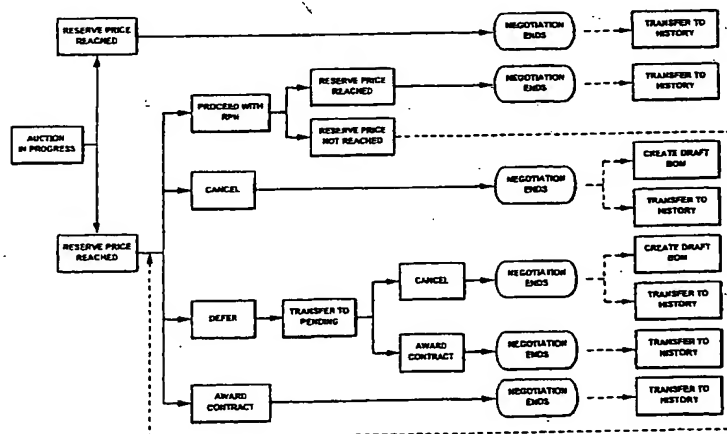 RESERVE PRICE
REACHED
NEGOTIATION
ENDS
TRANSFER TO
HISTORY
PROCEED WITH
RPN
RESERVE PRICE
REACHED
NEGOTIATION
ENDS
TRANSFER TO
HISTORY
AUCTION
IN PROGRESS
RESERVE PRICE
NOT REACHED
CANCEL
NEGOTIATION
ENDS
CREATE DRAFT
BOM
TRANSFER TO
HISTORY
RESERVE PRICE
REACHED
CANCEL
NEGOTIATION
ENDS
CREATE DRAFT
BOM
TRANSFER TO
HISTORY
DEFER
TRANSFER TO
PENDING
AWARD
CONTRACT
NEGOTIATION
ENDS
TRANSFER TO
HISTORY
AWARD
CONTRACT
NEGOTIATION
ENDS
TRANSFER TO
HISTORY